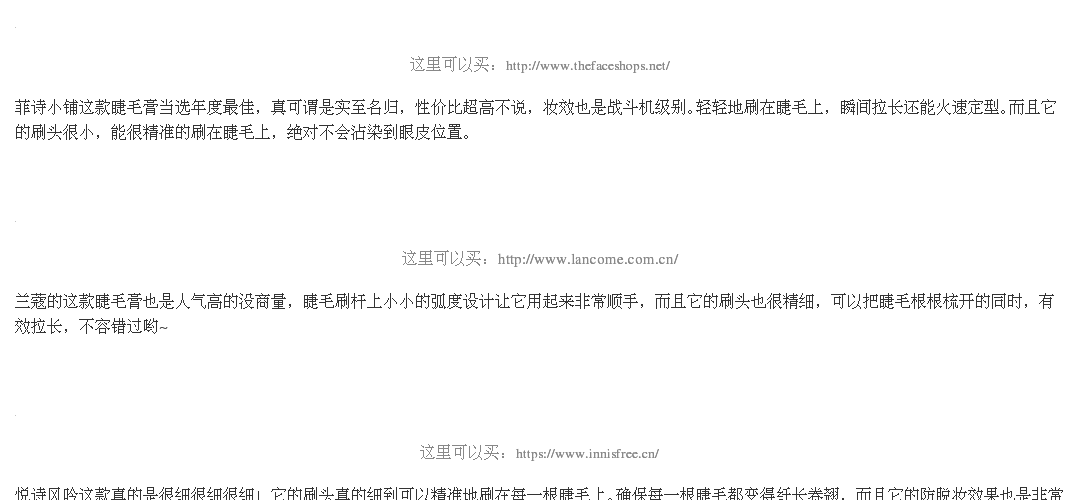 这里可以买：http://www.thefaceshops.net/
菲诗小铺这款睫毛膏当选年度最佳，真可谓是实至名归，性价比超高不说，妆效也是战斗机级别。轻轻地刷在睫毛上，瞬间拉长还能火速定型。而且它
的刷头很小，能很精准的刷在睫毛上，绝对不会沾染到眼皮位置。
这里可以买：http://www.lancome.com.cn/
兰蔻的这款睫毛膏也是人气高的没商量，睫毛刷杆上小小的弧度设计让它用起来非常顺手，而且它的刷头也很精细，可以把睫毛根根梳开的同时，有
效拉长，不容错过哟~
这里可以买：https://www.innisfree.cn/
悦诗风吟这款真的是很细很细很细！它的刷头真的细到可以精准地刷在每一根睫毛上。确保每一根睫毛都变得纤长卷翘，而且它的防脱妆效果也是非常